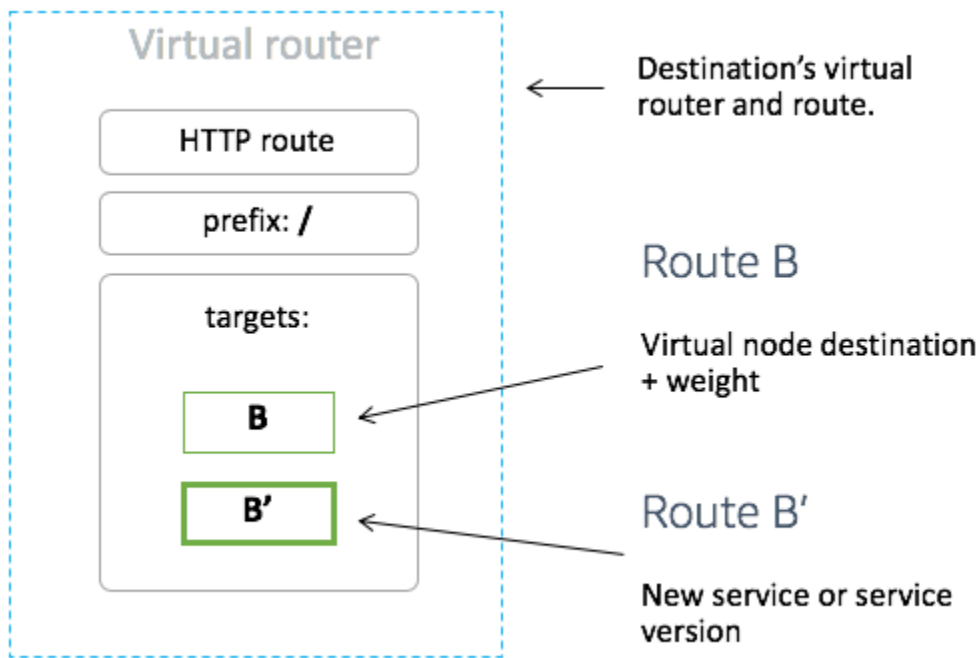 Virtual router
HTTP route
prefix: /
targets:
B
B’
Destination’s virtual
router and route.
Route B
Virtual node destination
+ weight
Route B’
New service or service
version